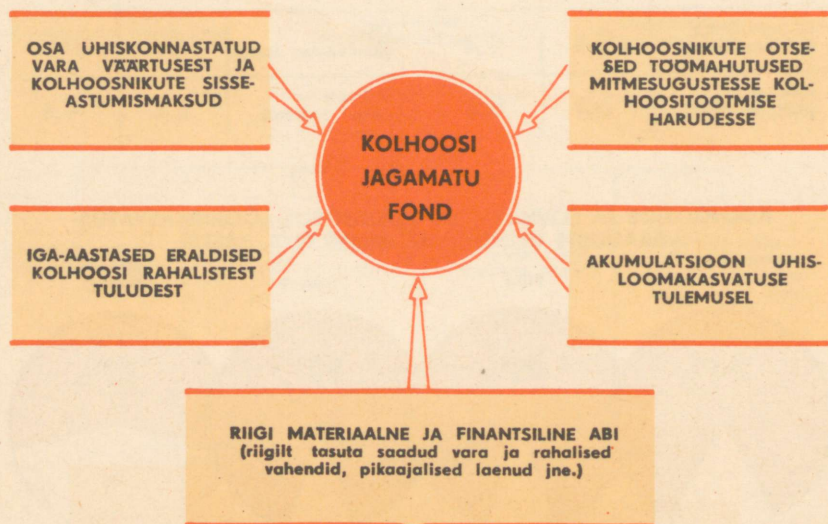 OSA UHISKONNASTATUD
VARA VÄÄRTUSEST JA
KOLHOOSNIKUTE SISSE-
ASTUMISMAKSUD
KOLHOOSNIKUTE OTSE-
SED TÖÖMAHUTUSED
MITMESUGUSTESSE KOL-
HOOSITOOTMISE
HARUDESSE
KOLHOOSI
JAGAMATU
FOND
IGA-AASTASED ERALDISED
KOLHOOSI RAHALISTEST
TULUDEST
AKUMULATSIOON UHIS-
LOOMAKASVATUSE
TULEMUSEL
RIIGI MATERIAALNE JA FINANTSILINE ABI
(riigilt tasuta saadud vara ja rahalised
vahendid, pikaajalised laenud jne.)